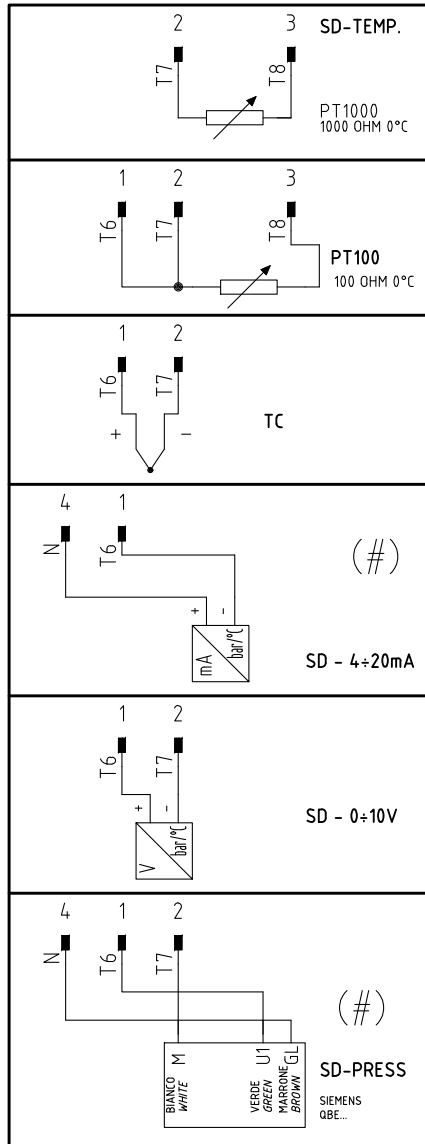 2 3 SD-TEMP.
T7 T8
PT1000
1000 OHM 0°C
1 2 3
T6 T7 T8
PT100
100 OHM 0°C
1 2
T6 T7
+ -
TC
4 1
N T6
(#)
+ -
mA bar/°C
SD - 4÷20mA
1 2
T6 T7
+ -
V bar/°C
SD - 0÷10V
4 1 2
N T6 T7
(#)
M U1 GL
BIANCO VERDE MARRONE
WHITE GREEN BROWN
SD-PRESS
SIEMENS
QBE...